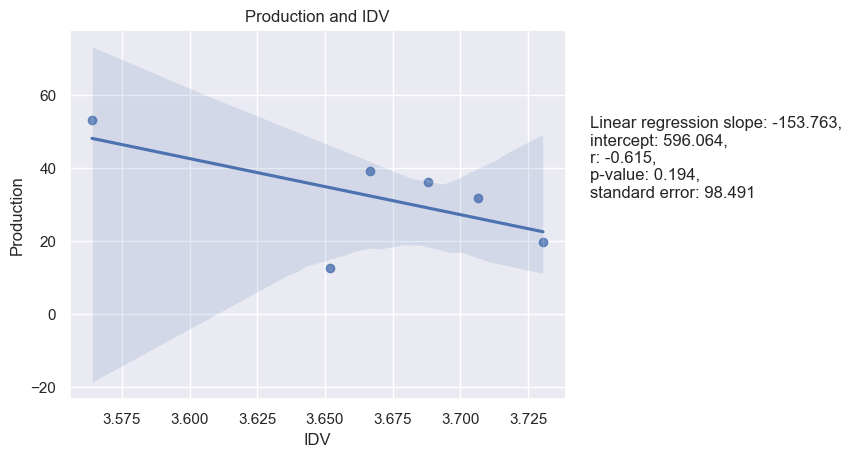 Production and IDV
Production
60
40
20
0
−20
3.575
3.600
3.625
3.650
3.675
3.700
3.725
IDV
Linear regression slope: -153.763,
intercept: 596.064,
r: -0.615,
p-value: 0.194,
standard error: 98.491